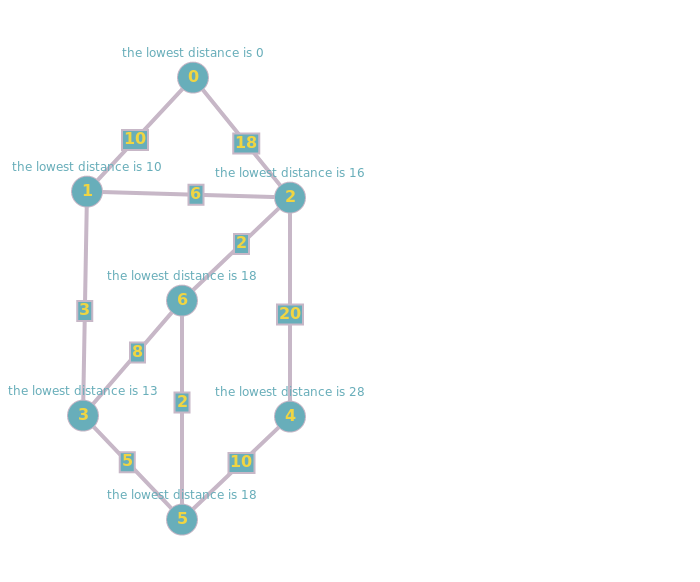 the lowest distance is 0
0
10
18
the lowest distance is 10
the lowest distance is 16
1
6
2
2
the lowest distance is 18
6
3
20
8
the lowest distance is 13
the lowest distance is 28
2
3
4
5
10
the lowest distance is 18
5